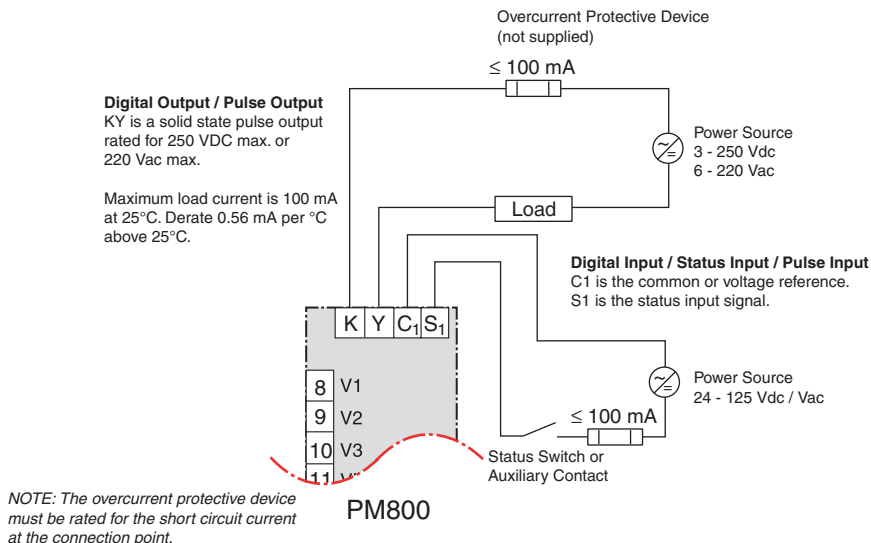 Overcurrent Protective Device
(not supplied)
≤ 100 mA
Digital Output / Pulse Output
KY is a solid state pulse output
rated for 250 VDC max. or
220 Vac max.
Maximum load current is 100 mA
at 25°C. Derate 0.56 mA per °C
above 25°C.
Power Source
3 - 250 Vdc
6 - 220 Vac
Load
Digital Input / Status Input / Pulse Input
C1 is the common or voltage reference.
S1 is the status input signal.
K Y C₁ S₁
8 V1
9 V2
10 V3
11
Power Source
24 - 125 Vdc / Vac
≤ 100 mA
Status Switch or
Auxiliary Contact
PM800
NOTE: The overcurrent protective device
must be rated for the short circuit current
at the connection point.